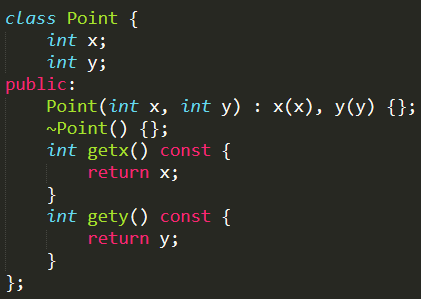 class Point {
    int x;
    int y;
public:
    Point(int x, int y) : x(x), y(y) {};
    ~Point() {};
    int getx() const {
        return x;
    }
    int gety() const {
        return y;
    }
};